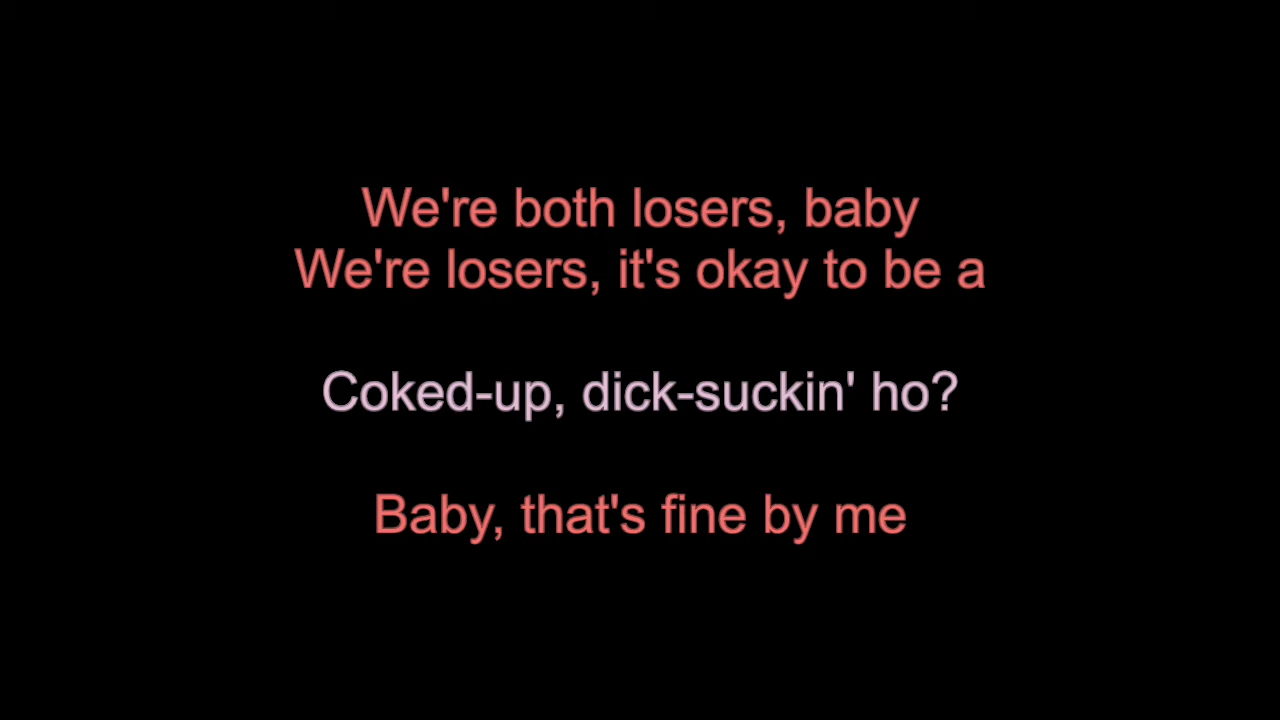 We're both losers, baby
We're losers, it's okay to be a
Coked-up, dick-suckin' ho?
Baby, that's fine by me